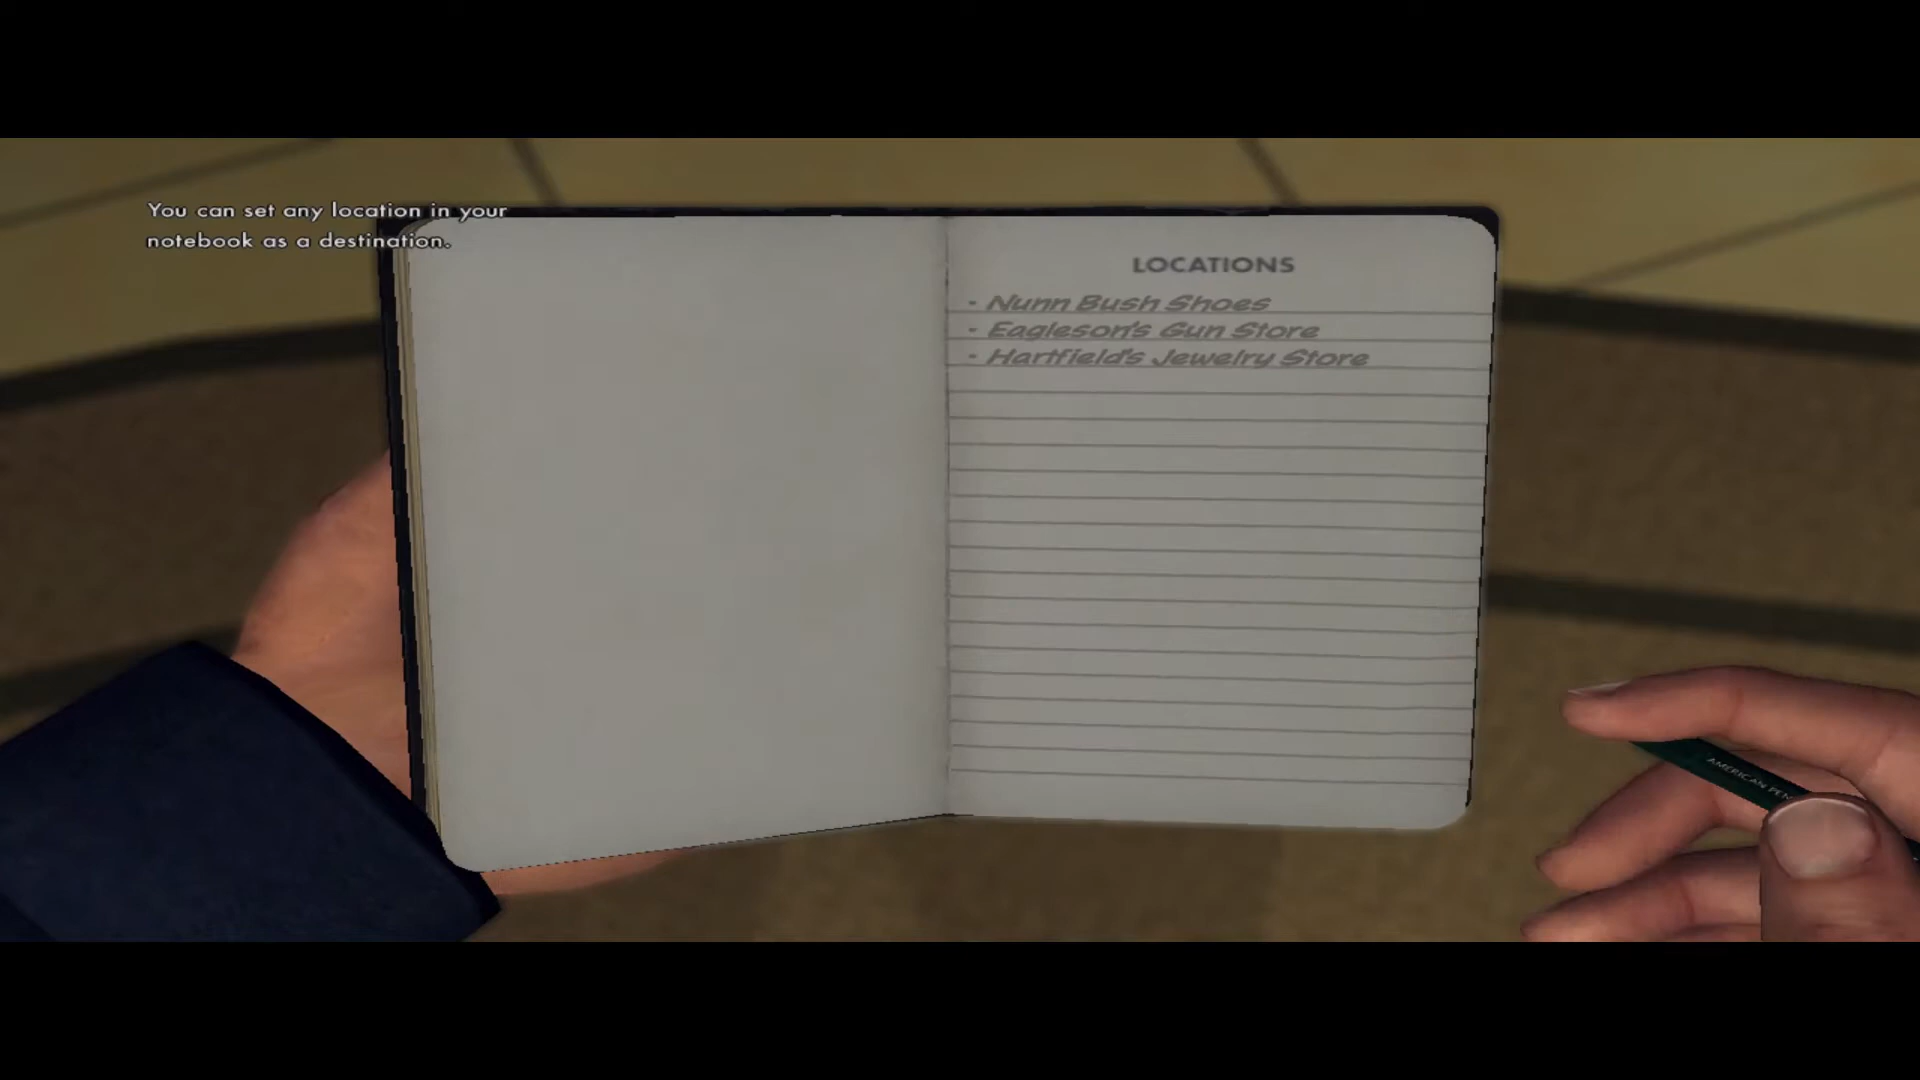 You can set any location in your
notebook as a destination.
LOCATIONS
- Nunn Bush Shoes
- Eagleson's Gun Store
- Hartfield's Jewelry Store
AMERICAN